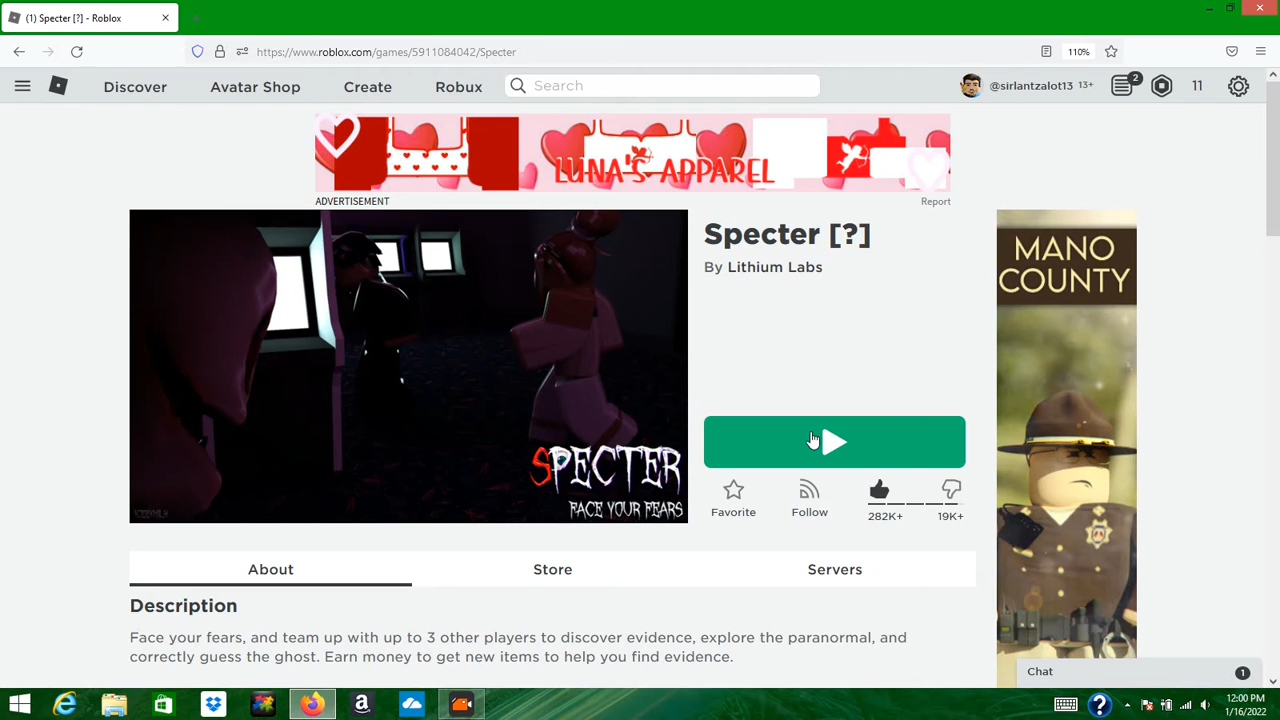 (1) Specter [?] - Roblox
https://www.roblox.com/games/5911084042/Specter
110%
Discover
Avatar Shop
Create
Robux
Search
@sirlantzalot13 13+
2
11
LUNA'S APPAREL
ADVERTISEMENT
Report
SPECTER
FACE YOUR FEARS
Specter [?]
By Lithium Labs
Favorite
Follow
282K+
19K+
MANO
COUNTY
About
Store
Servers
Description
Face your fears, and team up with up to 3 other players to discover evidence, explore the paranormal, and
correctly guess the ghost. Earn money to get new items to help you find evidence.
Chat
1
12:00 PM
1/16/2022